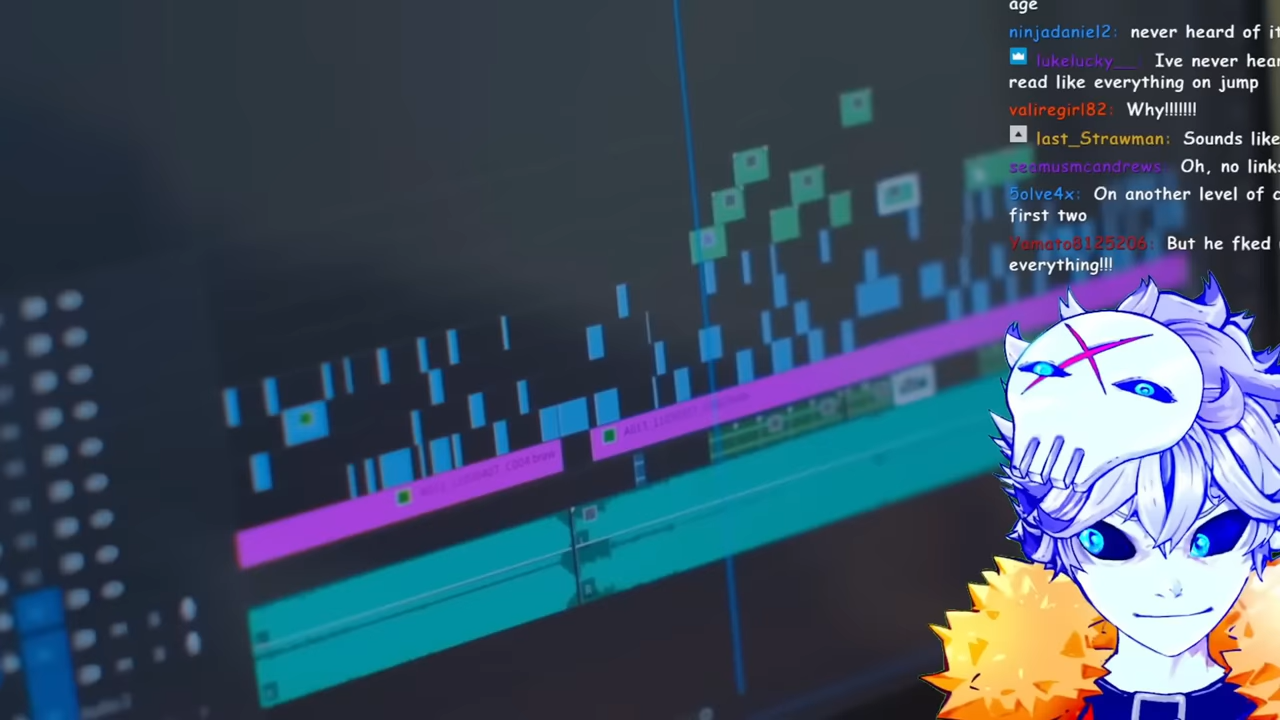 age
ninjadaniel2: never heard of it
lukelucky__: Ive never hear
read like everything on jump
valiregirl82: Why!!!!!!!
last_Strawman: Sounds like
seamusmcandrews: Oh, no links
5olve4x: On another level of c
first two
Yamato8125206: But he fked
everything!!!